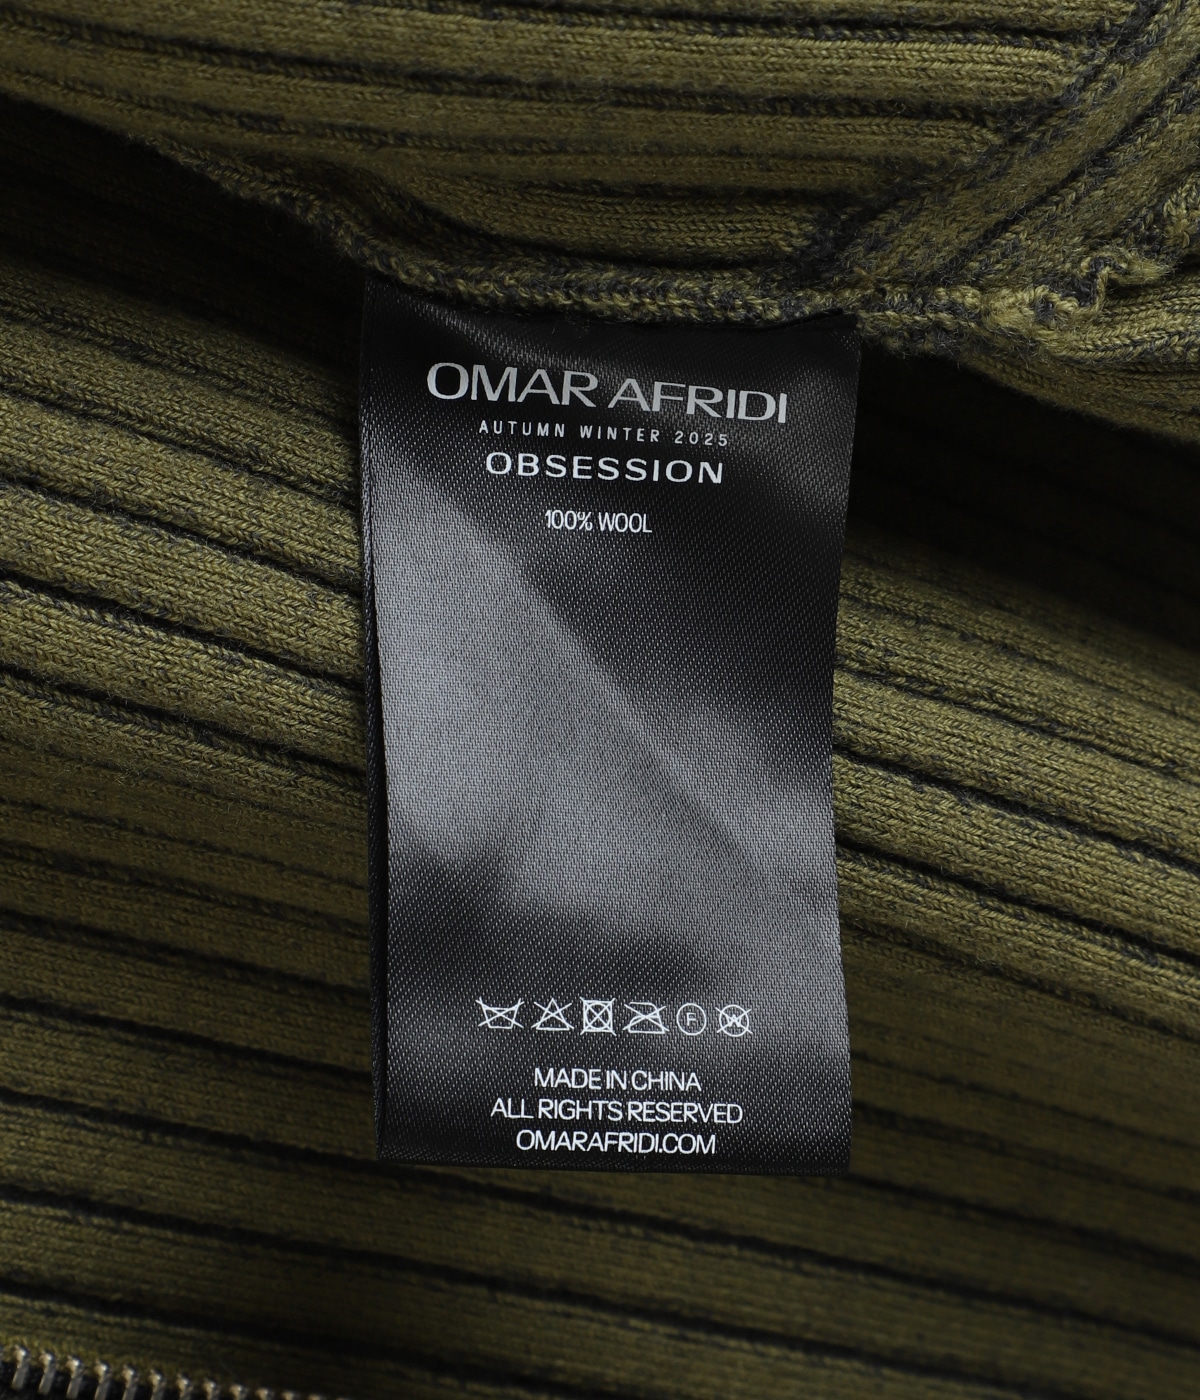 OMAR AFRIDI
AUTUMN WINTER 2025
OBSESSION
100% WOOL
F W
MADE IN CHINA
ALL RIGHTS RESERVED
OMARAFRIDI.COM